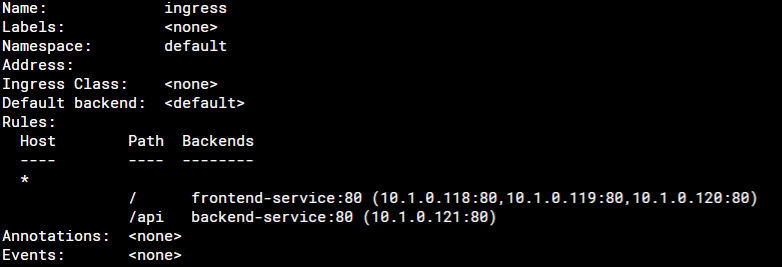 Name:             ingress
Labels:           <none>
Namespace:        default
Address:
Ingress Class:    <none>
Default backend:  <default>
Rules:
  Host        Path  Backends
  ----        ----  --------
  *
              /      frontend-service:80 (10.1.0.118:80,10.1.0.119:80,10.1.0.120:80)
              /api   backend-service:80 (10.1.0.121:80)
Annotations:  <none>
Events:       <none>